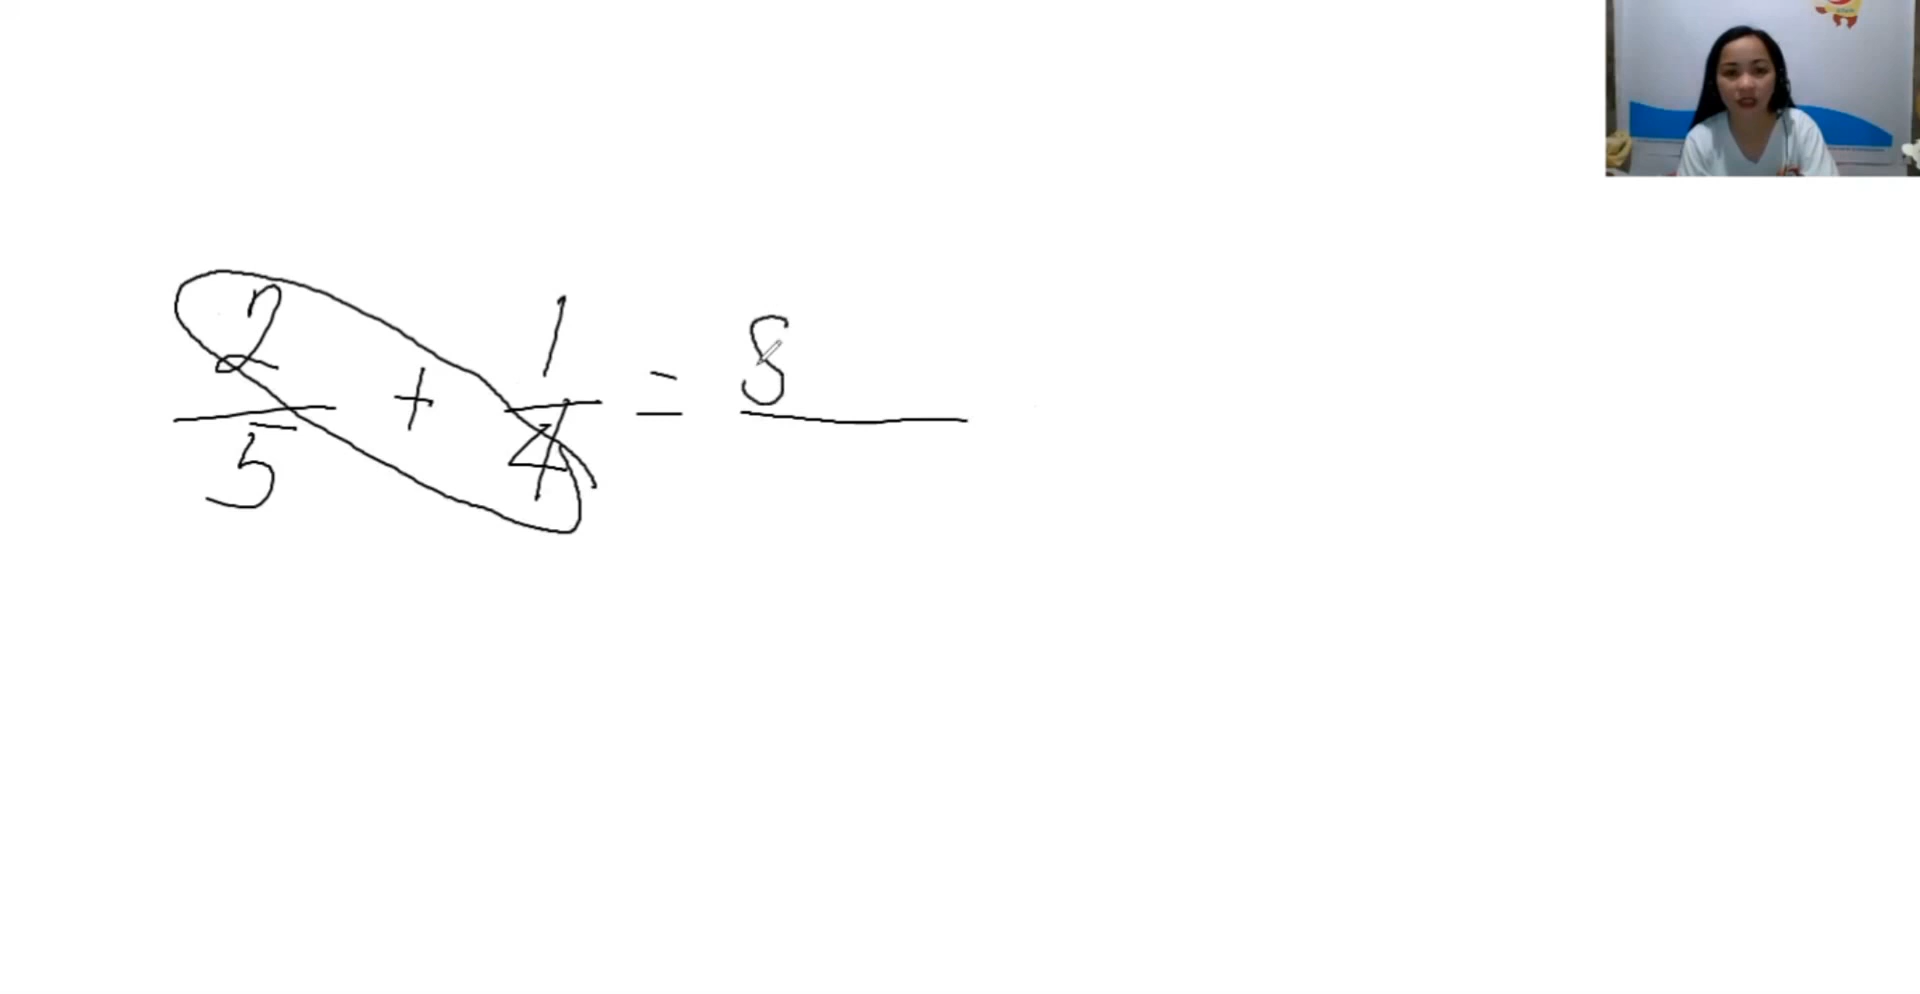 2/5 + 1/4 = 8/